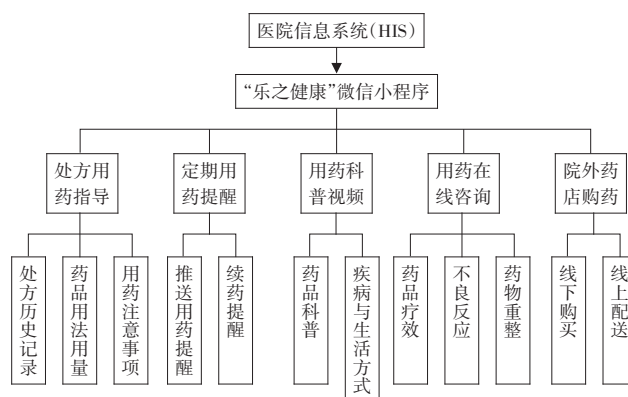 医院信息系统(HIS)
“乐之健康”微信小程序
处方用
药指导
定期用
药提醒
用药科
普视频
用药在
线咨询
院外药
店购药
处方历史记录
药品用法用量
用药注意事项
推送用药提醒
续药提醒
药品科普
疾病与生活方式
药品疗效
不良反应
药物重整
线下购买
线上配送